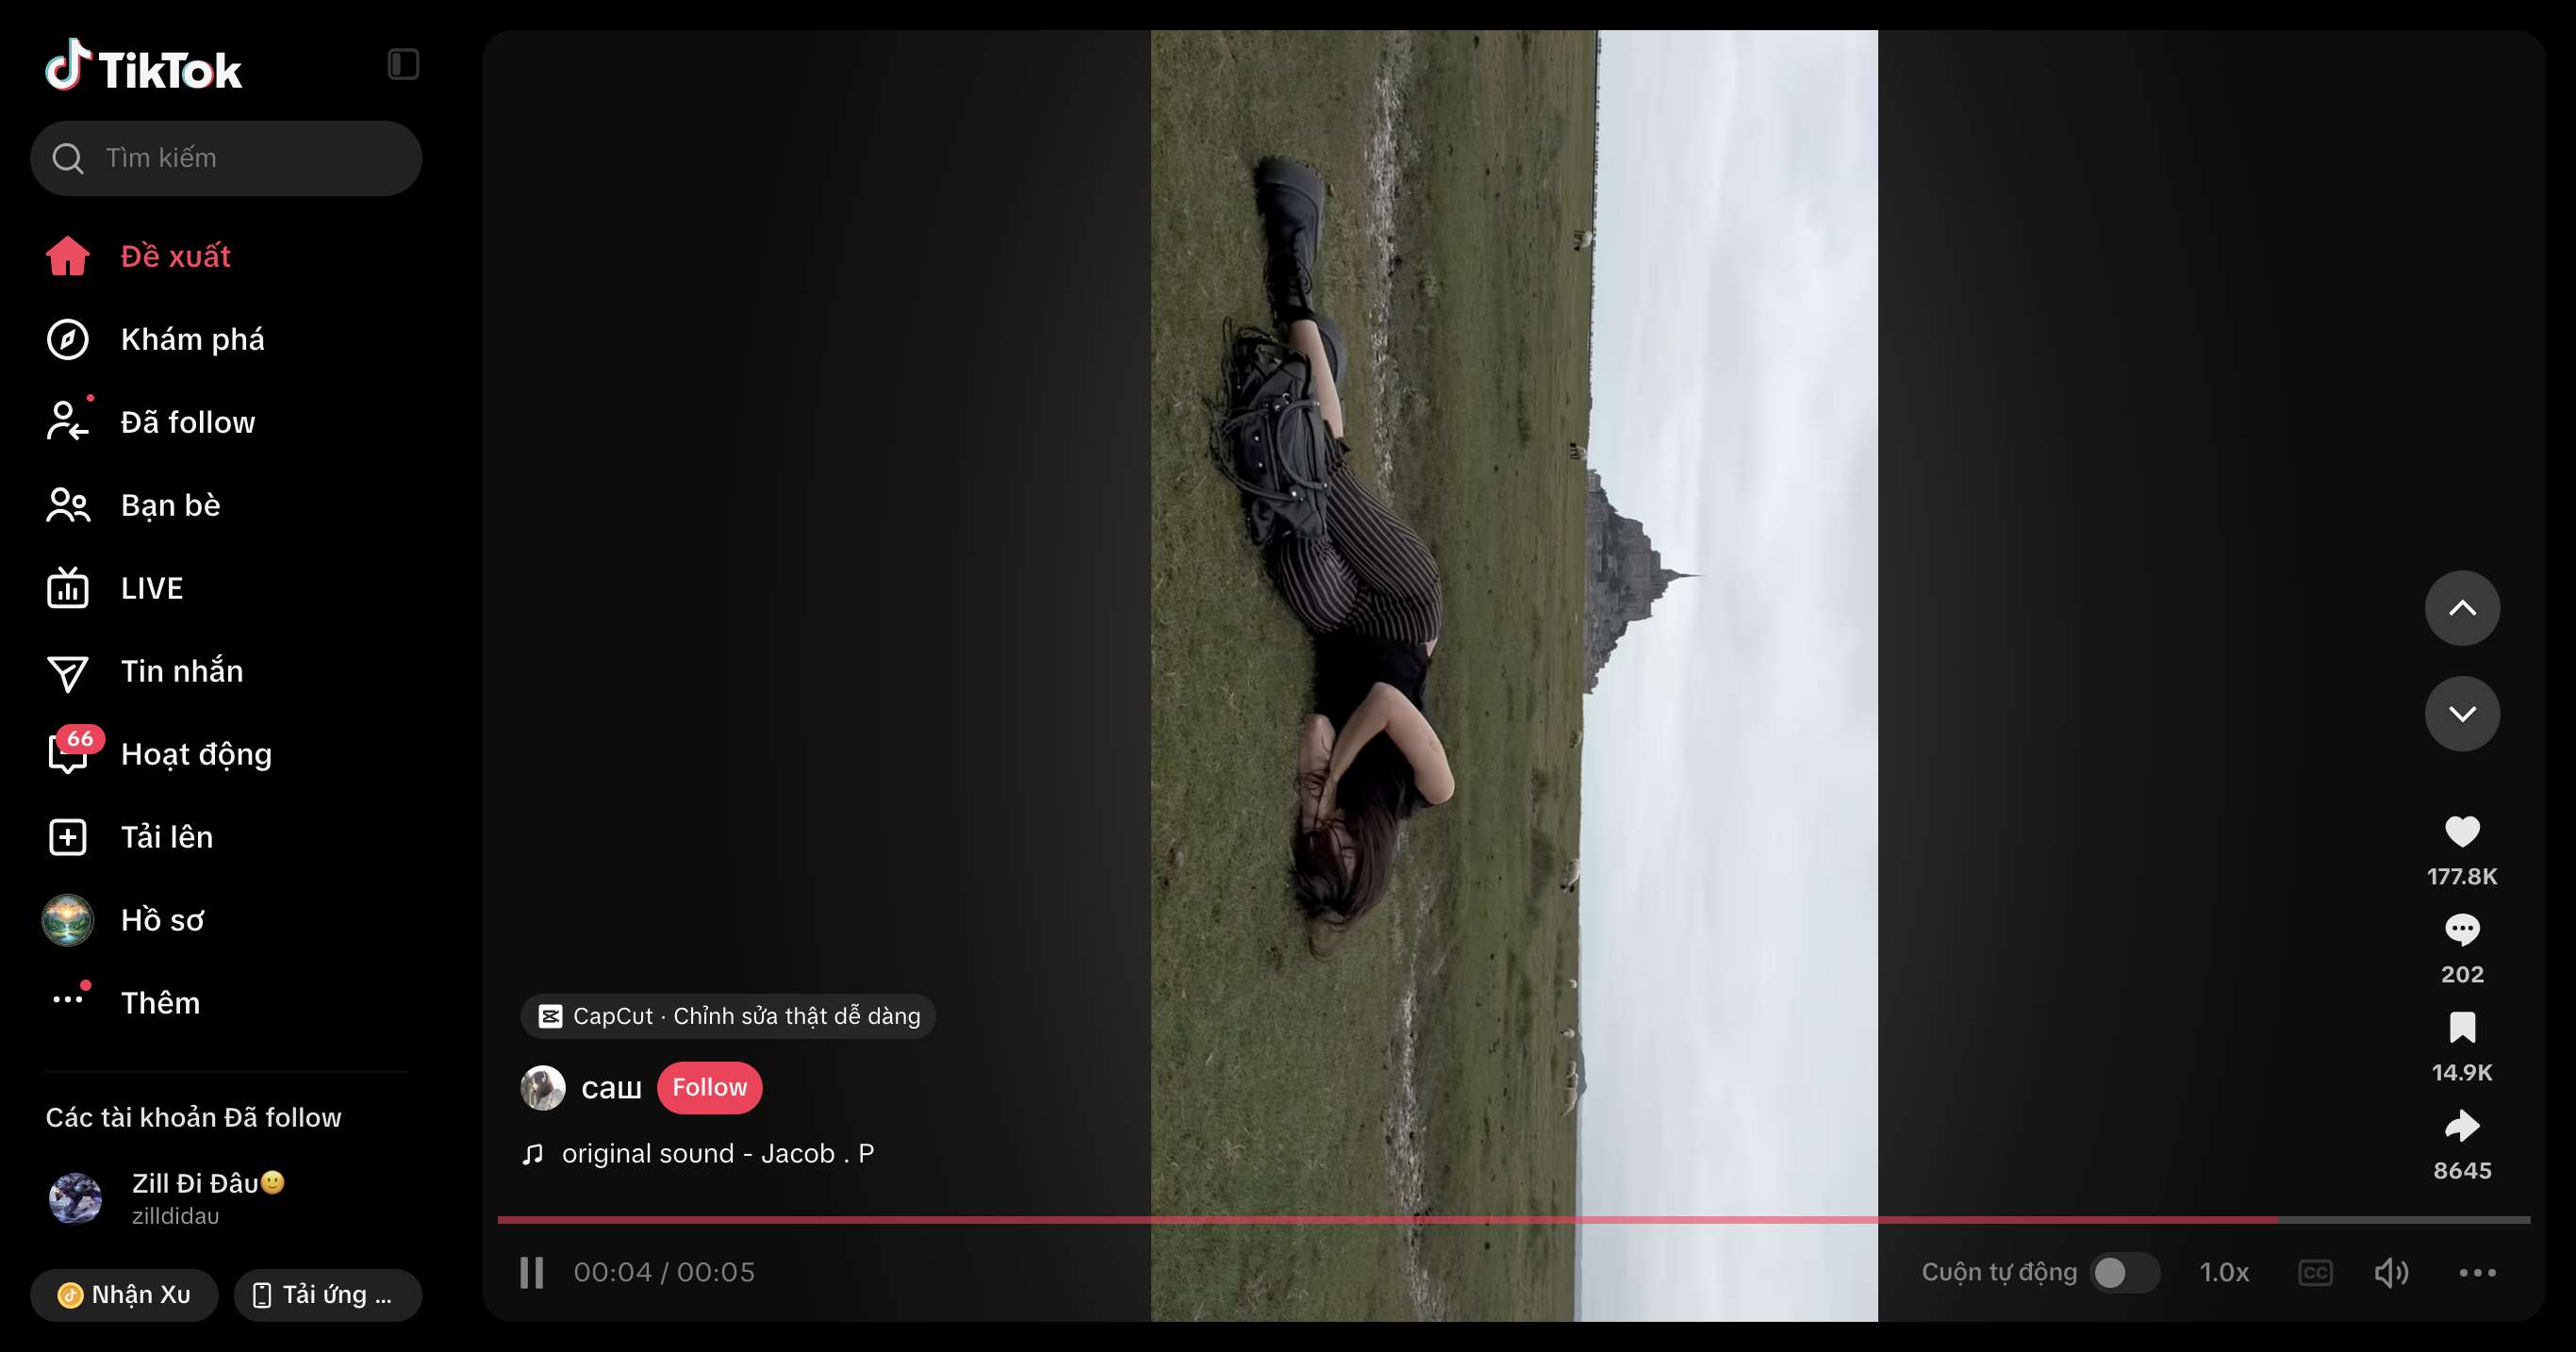 TikTok
Tìm kiếm
Đề xuất
Khám phá
Đã follow
Bạn bè
LIVE
Tin nhắn
66
Hoạt động
Tải lên
Hồ sơ
Thêm
Các tài khoản Đã follow
Zill Đi Đâu🙂
zilldidau
Nhận Xu
Tải ứng ...
CapCut · Chỉnh sửa thật dễ dàng
саш
Follow
original sound - Jacob . P
00:04 / 00:05
177.8K
202
14.9K
8645
Cuộn tự động
1.0x
CC